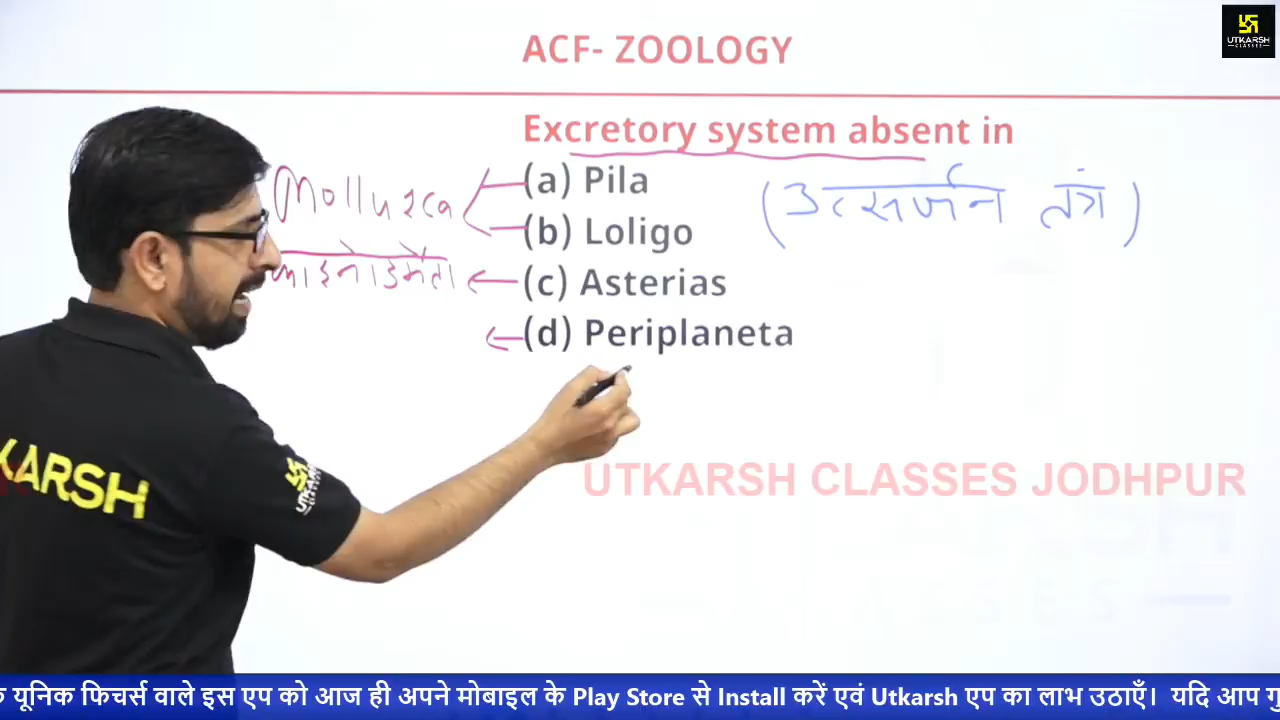 UTKARSH
CLASSES
ACF- ZOOLOGY
Excretory system absent in
(a) Pila
(b) Loligo
(c) Asterias
(d) Periplaneta
Mollusca
(उत्सर्जन तंत्र)
KARSH
UTKARSH CLASSES JODHPUR
यूनिक फिचर्स वाले इस एप को आज ही अपने मोबाइल के Play Store से Install करें एवं Utkarsh एप का लाभ उठाएँ। यदि आप